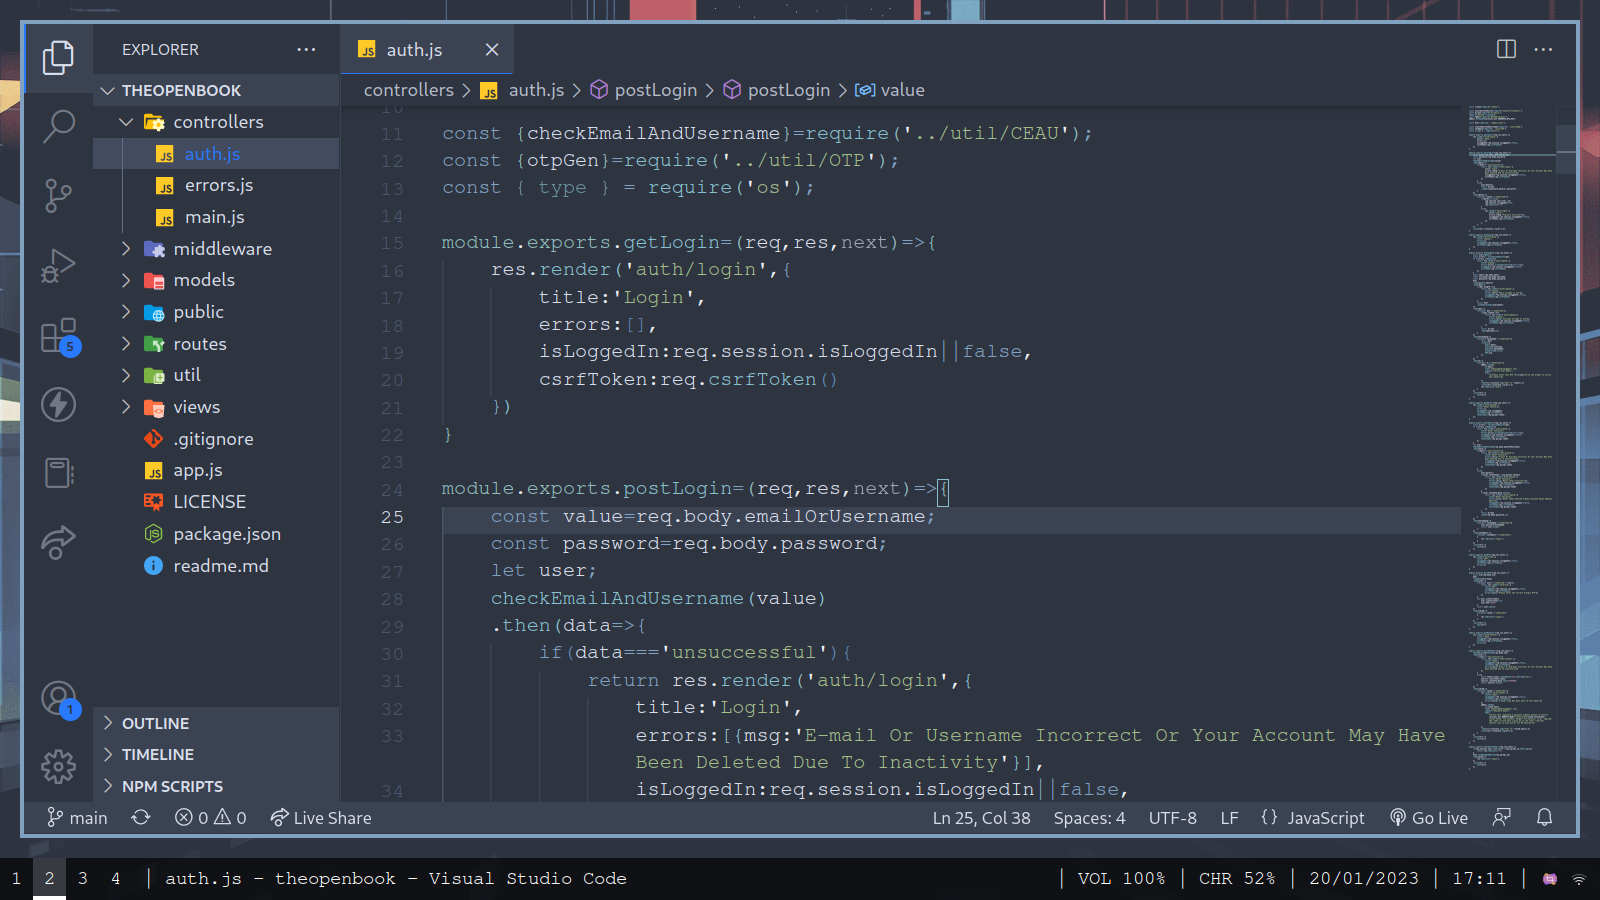 EXPLORER
THEOPENBOOK
controllers
auth.js
errors.js
main.js
middleware
models
public
routes
util
views
.gitignore
app.js
LICENSE
package.json
readme.md
OUTLINE
TIMELINE
NPM SCRIPTS
5
1
auth.js
controllers > auth.js > postLogin > postLogin > value
10
11 const {checkEmailAndUsername}=require('../util/CEAU');
12 const {otpGen}=require('../util/OTP');
13 const { type } = require('os');
14
15 module.exports.getLogin=(req,res,next)=>{
16 res.render('auth/login',{
17 title:'Login',
18 errors:[],
19 isLoggedIn:req.session.isLoggedIn||false,
20 csrfToken:req.csrfToken()
21 })
22 }
23
24 module.exports.postLogin=(req,res,next)=>{
25 const value=req.body.emailOrUsername;
26 const password=req.body.password;
27 let user;
28 checkEmailAndUsername(value)
29 .then(data=>{
30 if(data==='unsuccessful'){
31 return res.render('auth/login',{
32 title:'Login',
33 errors:[{msg:'E-mail Or Username Incorrect Or Your Account May Have
Been Deleted Due To Inactivity'}],
34 isLoggedIn:req.session.isLoggedIn||false,
main 0 0 Live Share Ln 25, Col 38 Spaces: 4 UTF-8 LF {} JavaScript Go Live
1 2 3 4 | auth.js - theopenbook - Visual Studio Code | VOL 100% | CHR 52% | 20/01/2023 | 17:11 |